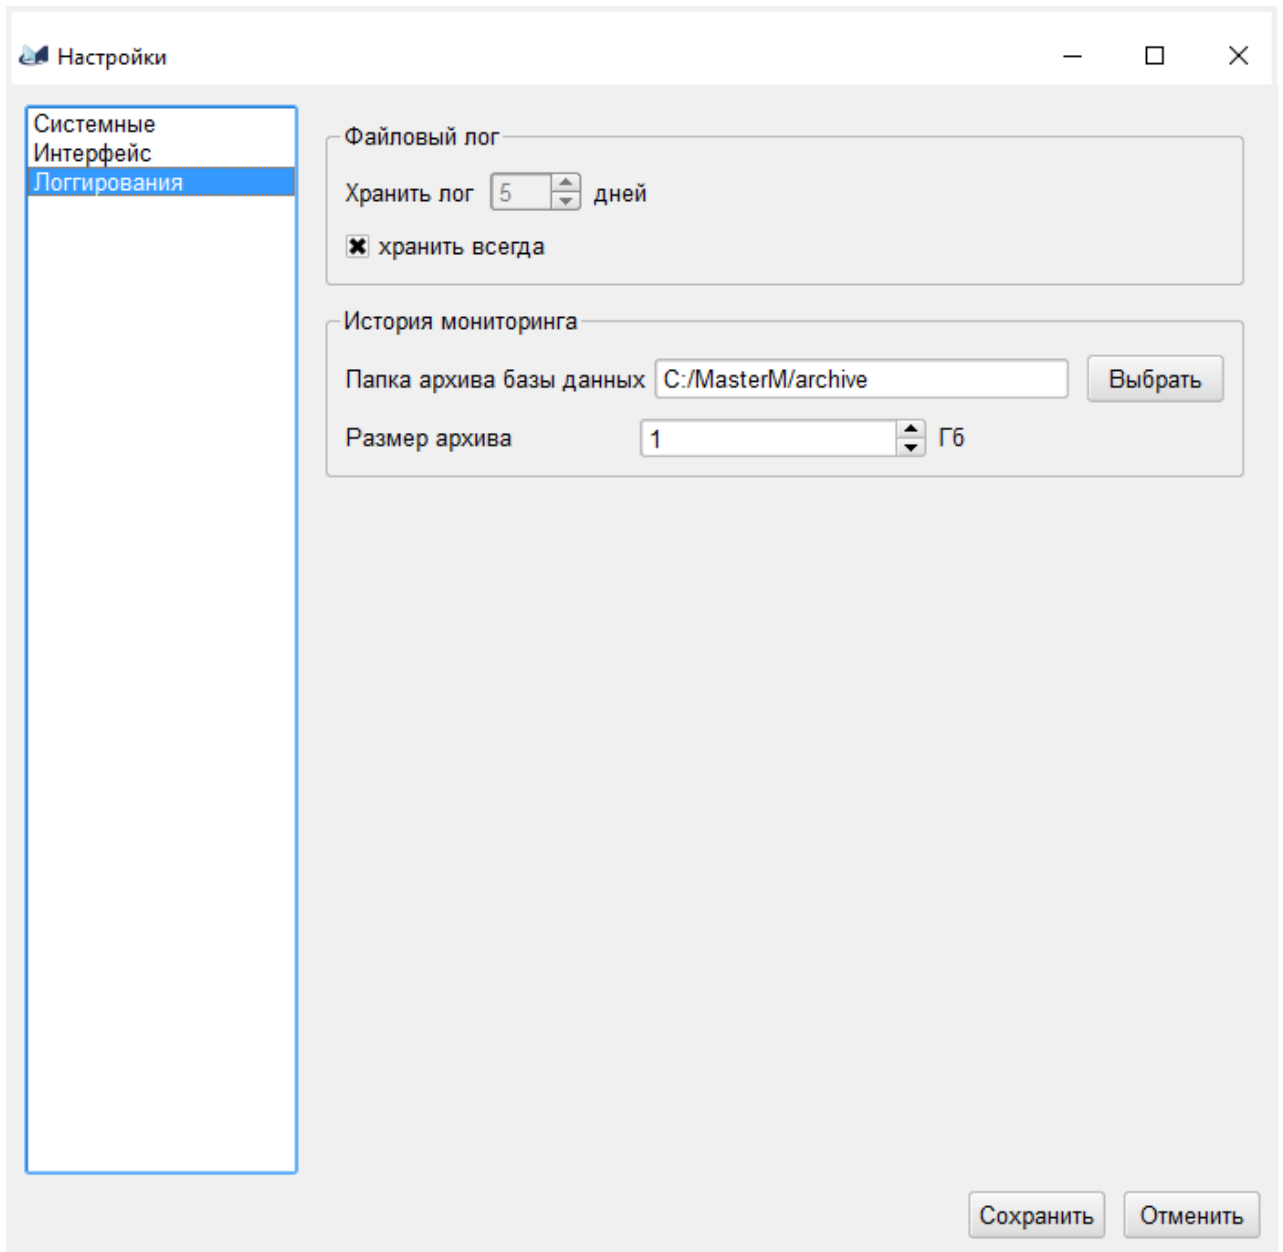 Настройки
Системные
Интерфейс
Логгирования
Файловый лог
Хранить лог 5 дней
хранить всегда
История мониторинга
Папка архива базы данных C:/MasterM/archive Выбрать
Размер архива 1 Гб
Сохранить Отменить